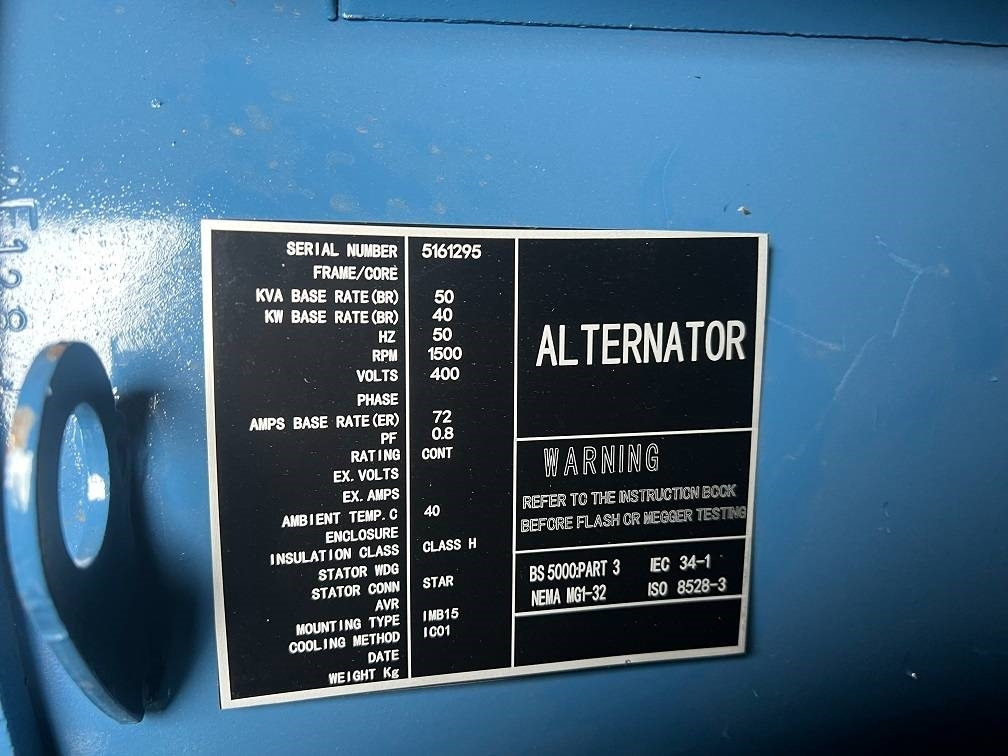 SERIAL NUMBER 5161295
FRAME/CORE
KVA BASE RATE(BR) 50
KW BASE RATE(BR) 40
HZ 50
RPM 1500
VOLTS 400
PHASE
AMPS BASE RATE(ER) 72
PF 0.8
RATING CONT
EX. VOLTS
EX. AMPS
AMBIENT TEMP. C 40
ENCLOSURE
INSULATION CLASS CLASS H
STATOR WDG
STATOR CONN STAR
AVR
MOUNTING TYPE IMB15
COOLING METHOD IC01
DATE
WEIGHT Kg
ALTERNATOR
WARNING
REFER TO THE INSTRUCTION BOOK
BEFORE FLASH OR MEGGER TESTING
BS 5000:PART 3 IEC 34-1
NEMA MG1-32 ISO 8528-3